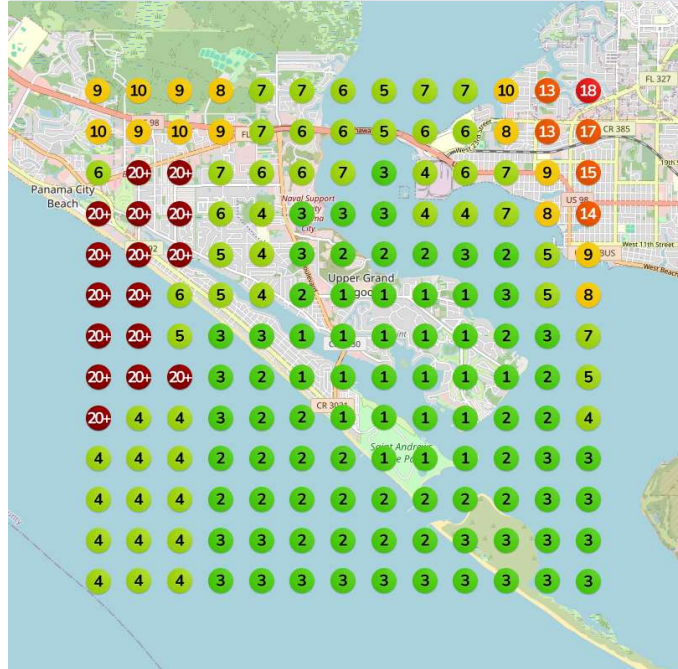 FL 327
9 10 9 8 7 7 6 5 7 7 10 13 18
US 98
CR 385
West 23rd Street
10 9 10 9 7 6 6 5 6 6 8 13 17
19th S
6 20+ 20+ 7 6 6 7 3 4 6 7 9 15
Panama City
Beach
Naval Support
City
US 98
20+ 20+ 20+ 6 4 3 3 3 4 4 7 8 14
West 11th Street
BUS
20+ 20+ 20+ 5 4 3 2 2 2 3 2 5 9
West Beach
Upper Grand
20+ 20+ 6 5 4 2 1 1 1 1 3 5 8
20+ 20+ 5 3 3 1 1 1 1 1 2 3 7
20+ 20+ 20+ 3 2 1 1 1 1 1 1 2 5
CR 3031
20+ 4 4 3 2 2 1 1 1 1 2 2 4
Saint Andrews
4 4 4 2 2 2 2 1 1 1 2 3 3
4 4 4 2 2 2 2 2 2 2 2 3 3
4 4 4 3 3 2 2 2 2 3 3 3 3
4 4 4 3 3 3 3 3 3 3 3 3 3